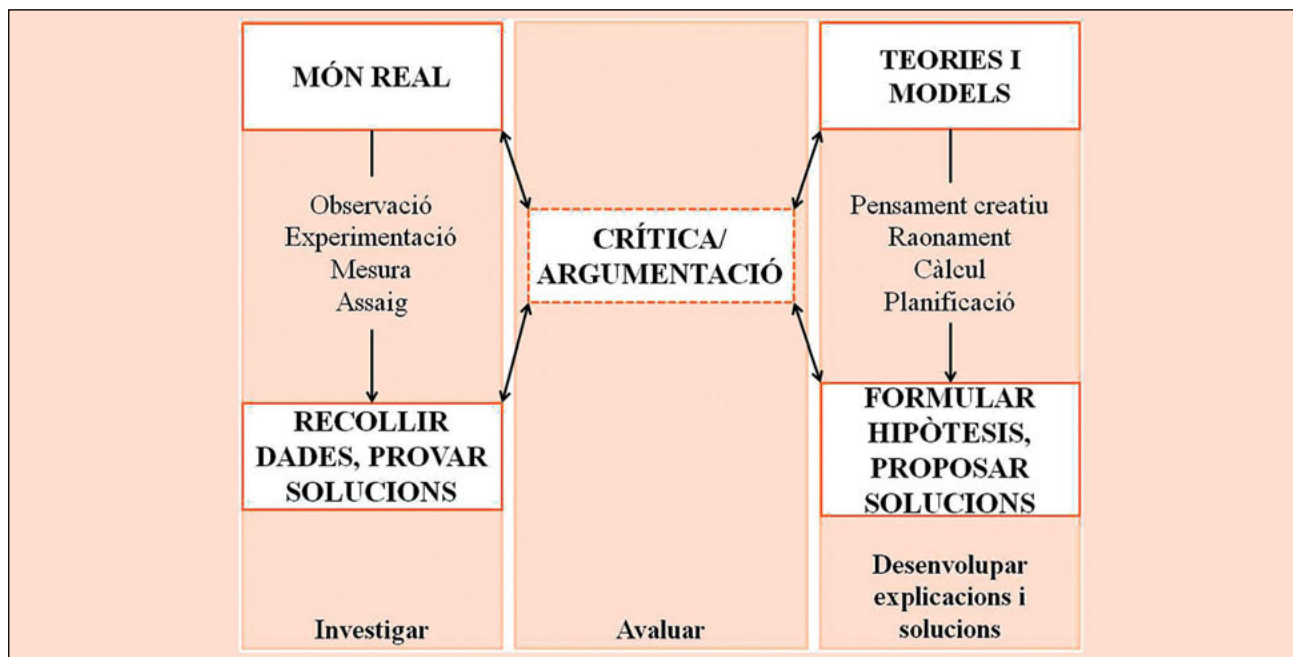 MÓN REAL
Observació
Experimentació
Mesura
Assaig
RECOLLIR
DADES, PROVAR
SOLUCIONS
Investigar
CRÍTICA/
ARGUMENTACIÓ
Avaluar
TEORIES I
MODELS
Pensament creatiu
Raonament
Càlcul
Planificació
FORMULAR
HIPÒTESIS,
PROPOSAR
SOLUCIONS
Desenvolupar
explicacions i
solucions